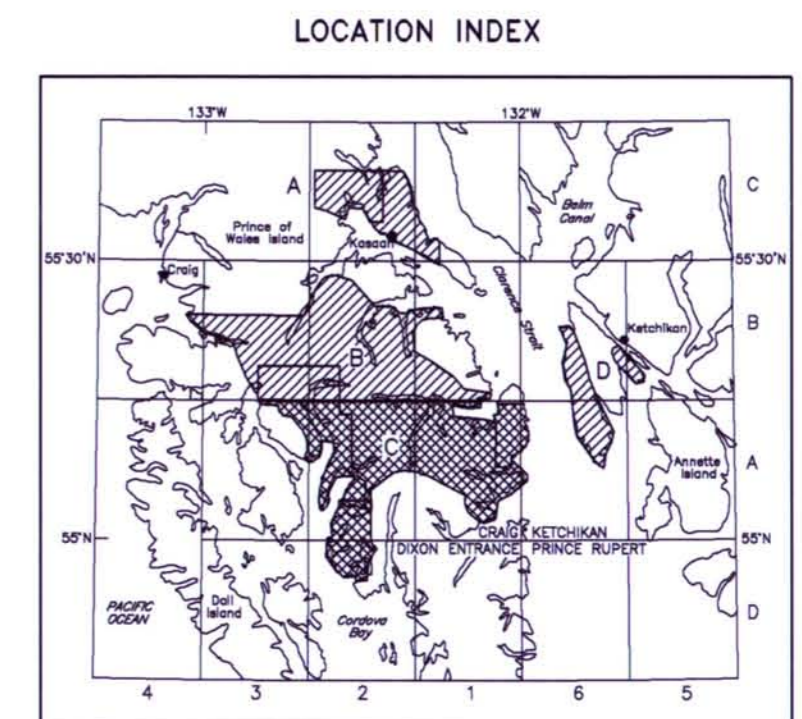 LOCATION INDEX
133°W
132°W
A
C
Behm
Canal
Prince of
Wales Island
Kasaan
55°30'N
55°30'N
Craig
Clarence Strait
B
Ketchikan
B
D
C
A
Annette
Island
CRAIG
KETCHIKAN
55°N
55°N
DIXON ENTRANCE
PRINCE RUPERT
PACIFIC
OCEAN
Dall
Island
Cordova
Bay
D
4
3
2
1
6
5